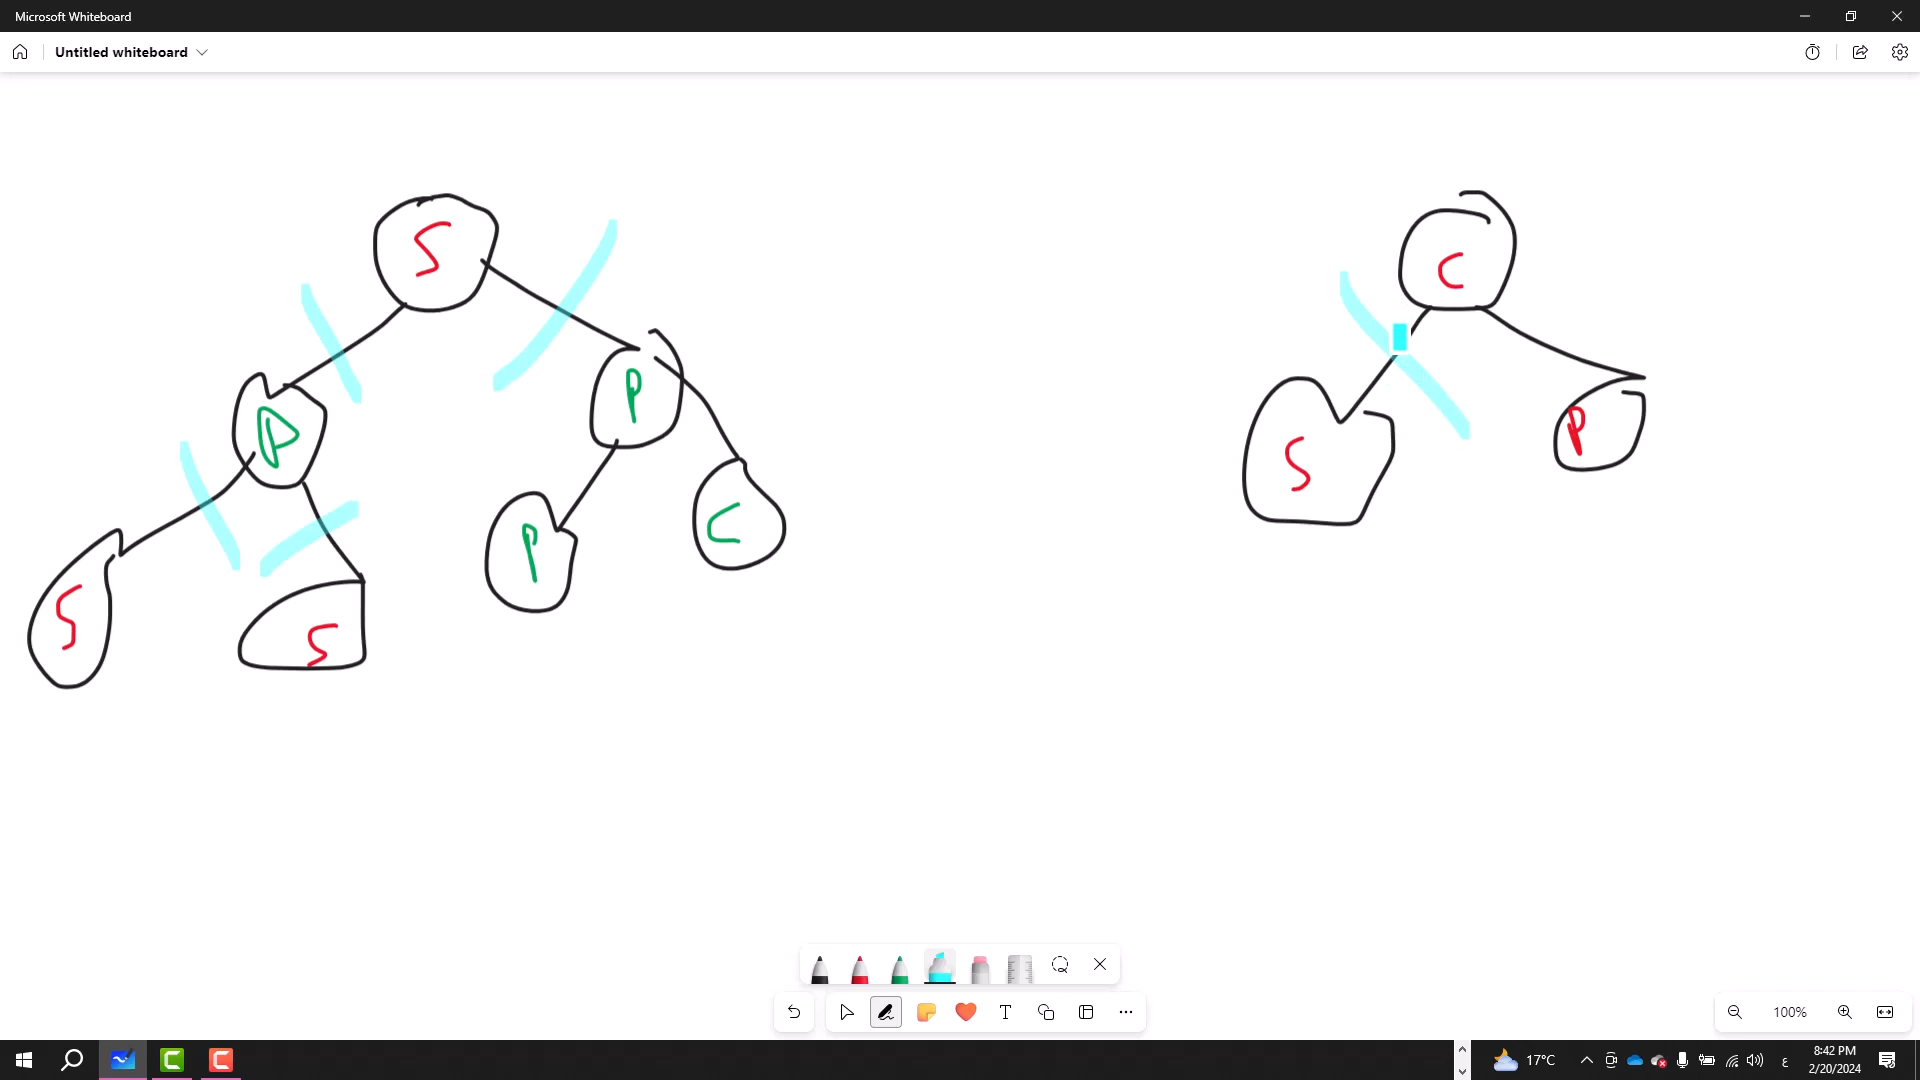 Microsoft Whiteboard
Untitled whiteboard
S
C
P
P
S
P
P
C
S
S
T
100%
C
C
17°C
ع
8:42 PM
2/20/2024